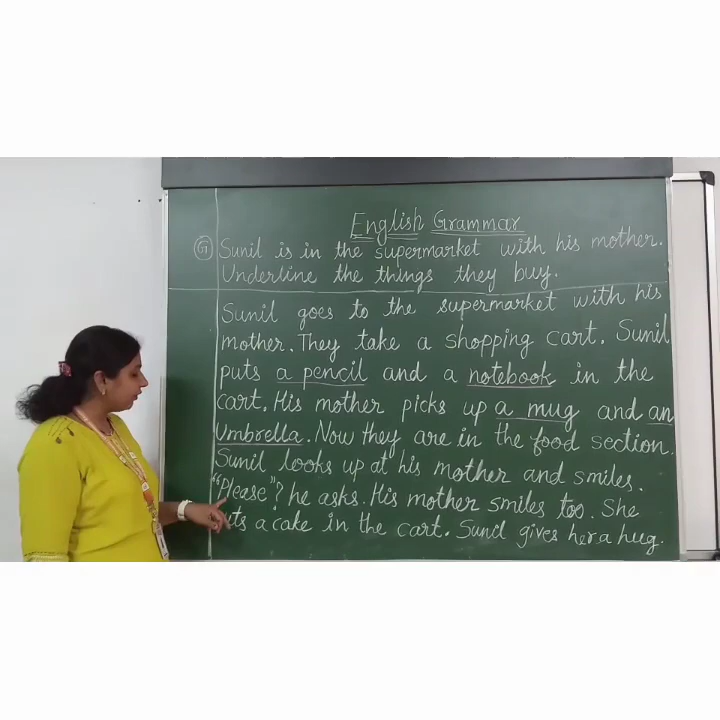 English Grammar
G Sunil is in the supermarket with his mother.
Underline the things they buy.
Sunil goes to the supermarket with his
mother. They take a shopping cart. Sunil
puts a pencil and a notebook in the
cart. His mother picks up a mug and an
Umbrella. Now they are in the food section.
Sunil looks up at his mother and smiles.
"Please"? he asks. His mother smiles too. She
puts a cake in the cart. Sunil gives her a hug.